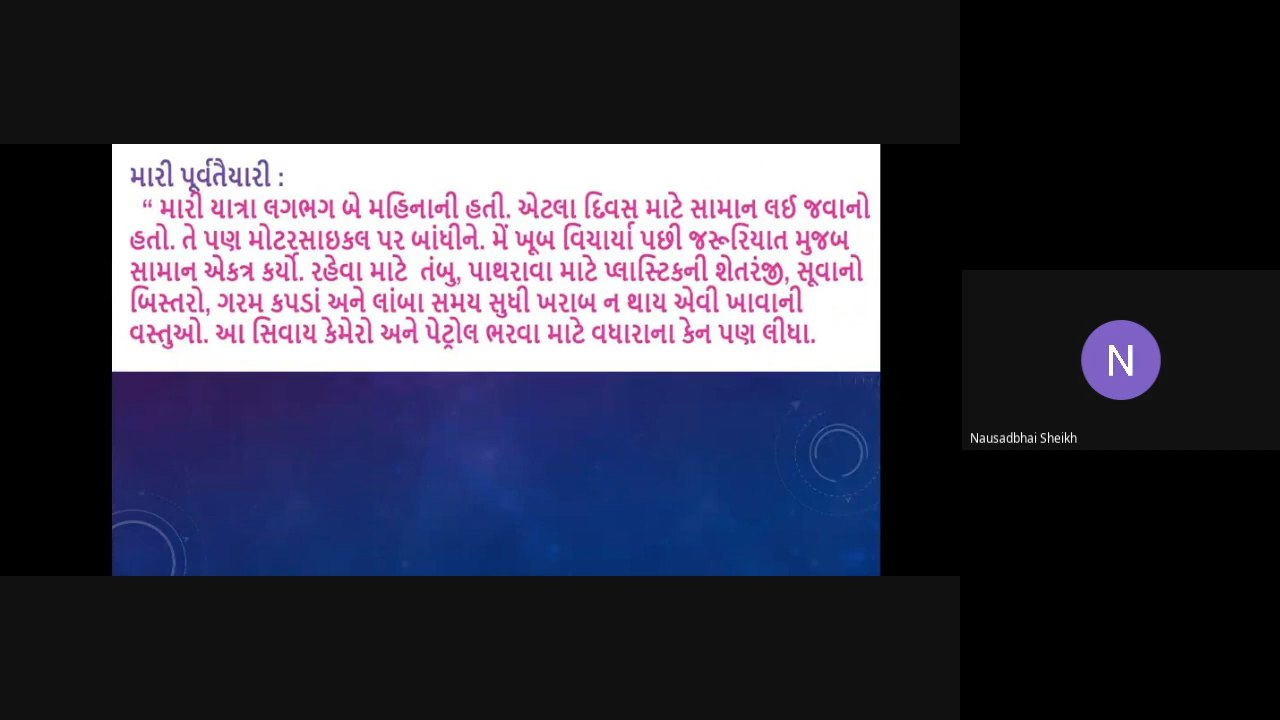 મારી પૂર્વતૈયારી :
“ મારી યાત્રા લગભગ બે મહિનાની હતી. એટલા દિવસ માટે સામાન લઈ જવાનો
હતો. તે પણ મોટરસાઇકલ પર બાંધીને. મેં ખૂબ વિચાર્યા પછી જરૂરિયાત મુજબ
સામાન એકત્ર કર્યો. રહેવા માટે તંબુ, પાથરાવા માટે પ્લાસ્ટિકની શેતરંજી, સૂવાનો
બિસ્તરો, ગરમ કપડાં અને લાંબા સમય સુધી ખરાબ ન થાય એવી ખાવાની
વસ્તુઓ. આ સિવાય કેમેરો અને પેટ્રોલ ભરવા માટે વધારાના કેન પણ લીધા.
N
Nausadbhai Sheikh